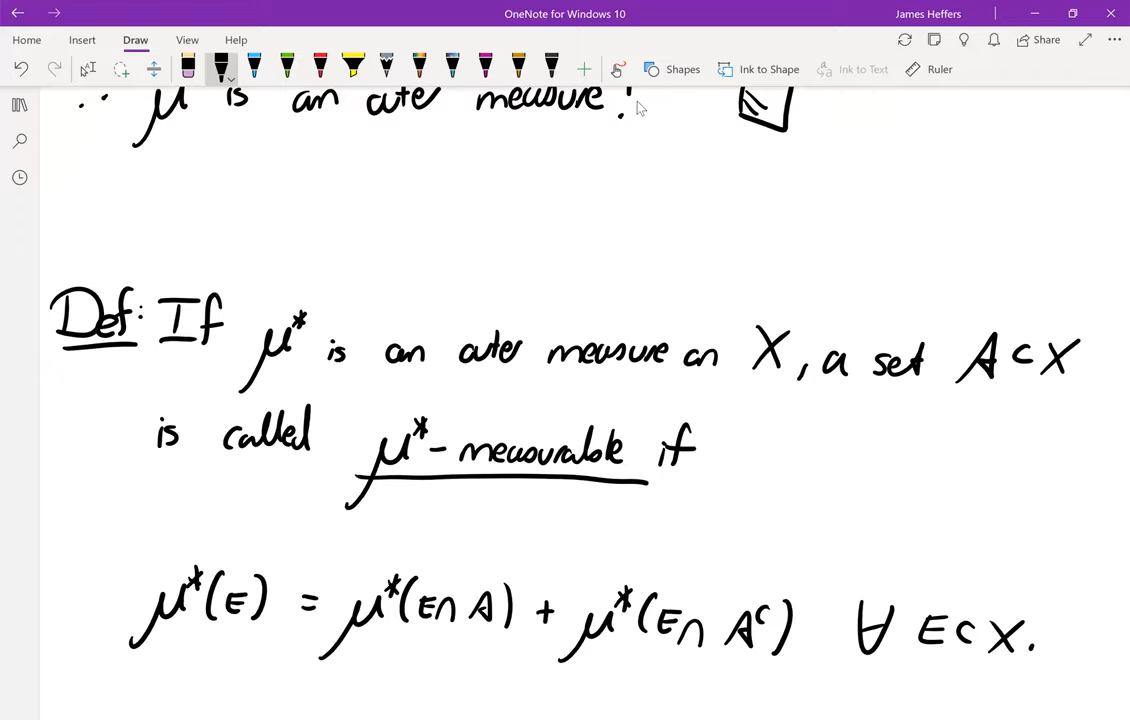 OneNote for Windows 10
James Heffers
Home Insert Draw View Help
Share
Shapes Ink to Shape Ink to Text Ruler
∴ μ* is an outer measure!
Def: If μ* is an outer measure on X, a set A ⊂ X
is called μ*-measurable if
μ*(E) = μ*(E∩A) + μ*(E∩Aᶜ) ∀ E ⊂ X.